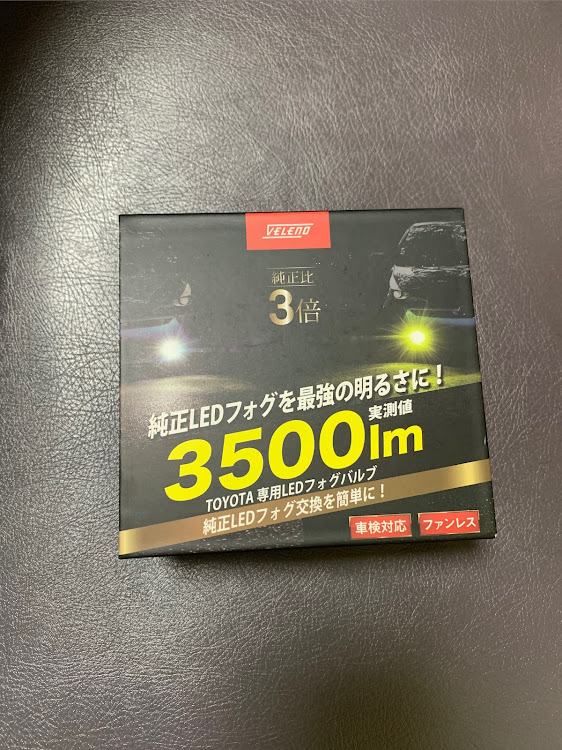 VELENO
純正比
3倍
純正LEDフォグを最強の明るさに！
実測値
3500lm
TOYOTA 専用LEDフォグバルブ
純正LEDフォグ交換を簡単に！
車検対応
ファンレス